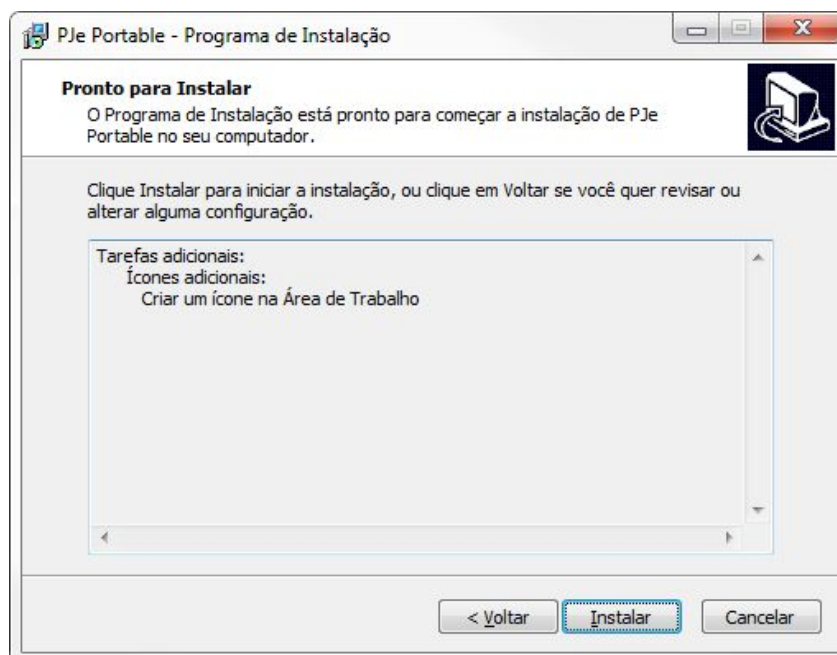 PJe Portable - Programa de Instalação
Pronto para Instalar
O Programa de Instalação está pronto para começar a instalação de PJe
Portable no seu computador.
Clique Instalar para iniciar a instalação, ou clique em Voltar se você quer revisar ou
alterar alguma configuração.
Tarefas adicionais:
Ícones adicionais:
Criar um ícone na Área de Trabalho
< Voltar
Instalar
Cancelar